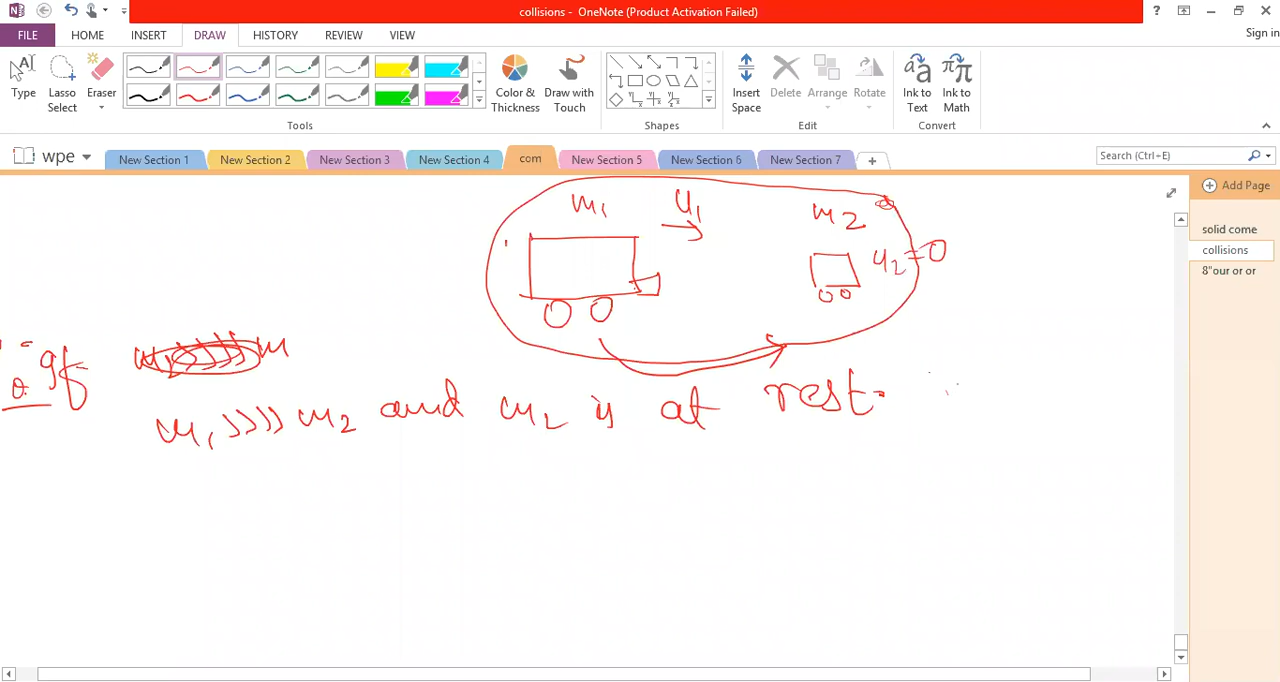 collisions - OneNote (Product Activation Failed)
FILE HOME INSERT DRAW HISTORY REVIEW VIEW Sign in
Type Lasso Select Eraser Color & Thickness Draw with Touch Insert Space Delete Arrange Rotate Ink to Text Ink to Math
Tools Shapes Edit Convert
wpe New Section 1 New Section 2 New Section 3 New Section 4 com New Section 5 New Section 6 New Section 7 Search (Ctrl+E)
Add Page
solid come
collisions
8"our or
m1 u1 m2
u2=0
gf
m1 >>>> m2 and m2 is at rest